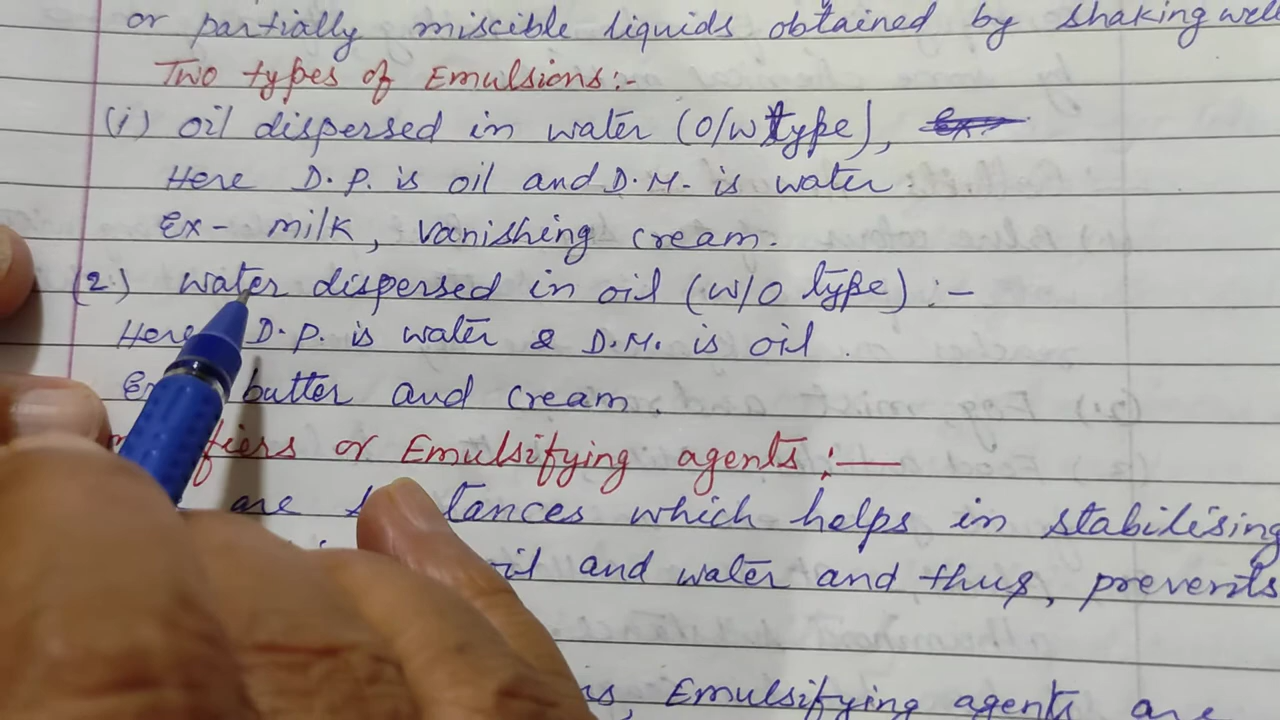 or partially miscible liquids obtained by shaking well
Two types of Emulsions:-
(i) oil dispersed in water (O/W type),
Here D.P. is oil and D.M. is water.
Ex- milk, vanishing cream.
(2.) water dispersed in oil (W/O type) :-
Here D.P. is water & D.M. is oil.
butter and cream.
or Emulsifying agents :-
are which helps in stabilising
oil and water and thus, prevents
Emulsifying agents are